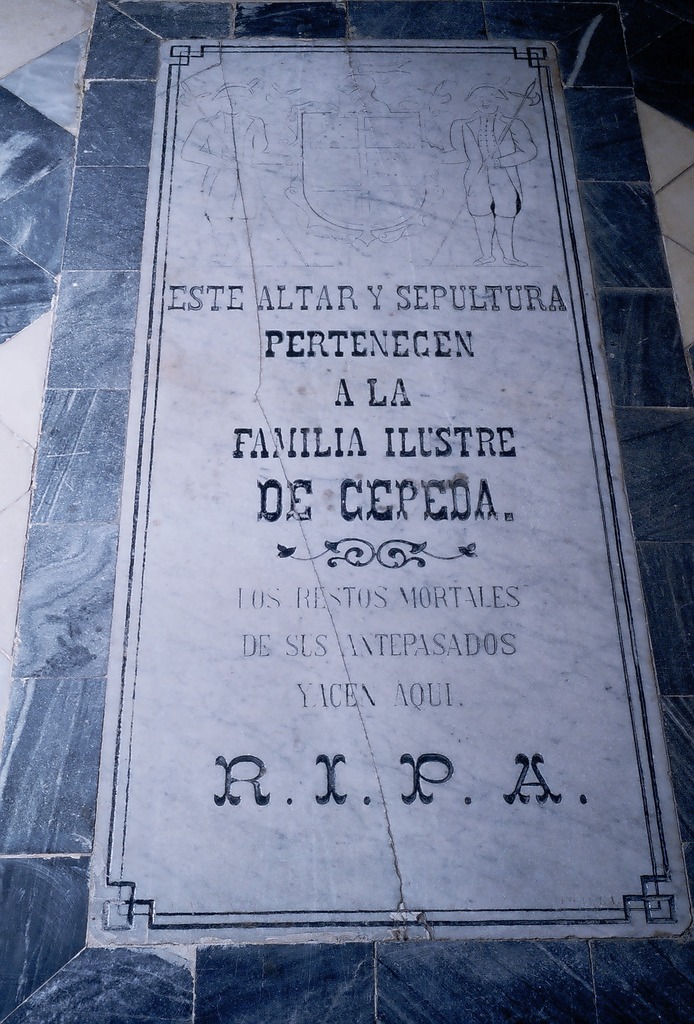 ESTE ALTAR Y SEPULTURA
PERTENECEN
A LA
FAMILIA ILUSTRE
DE CEPEDA.
LOS RESTOS MORTALES
DE SUS ANTEPASADOS
YACEN AQUI.
R. I. P. A.